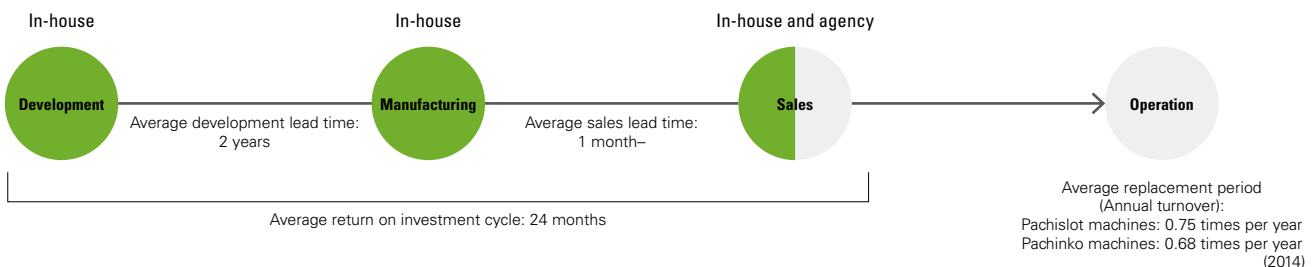 In-house
In-house
In-house and agency
Development
Manufacturing
Sales
Operation
Average development lead time:
2 years
Average sales lead time:
1 month–
Average return on investment cycle: 24 months
Average replacement period
(Annual turnover):
Pachislot machines: 0.75 times per year
Pachinko machines: 0.68 times per year
(2014)